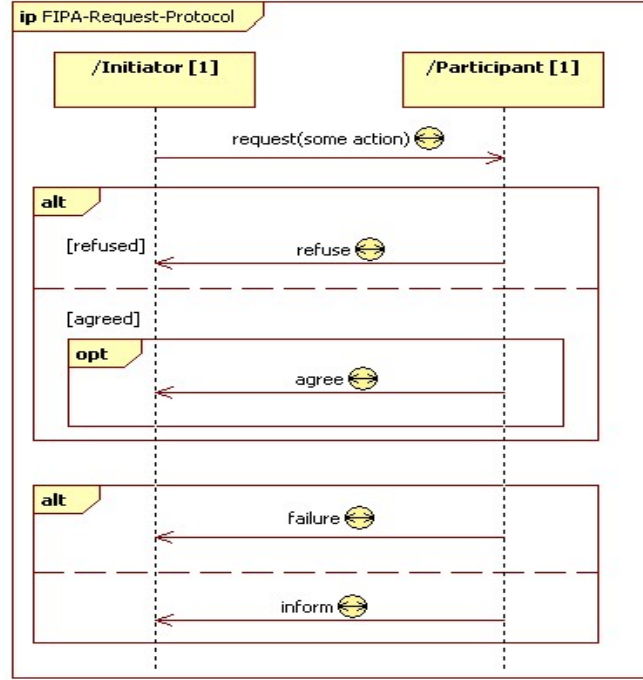 ip FIPA-Request-Protocol
/Initiator [1]
/Participant [1]
request(some action)
alt
[refused]
refuse
[agreed]
opt
agree
alt
failure
inform